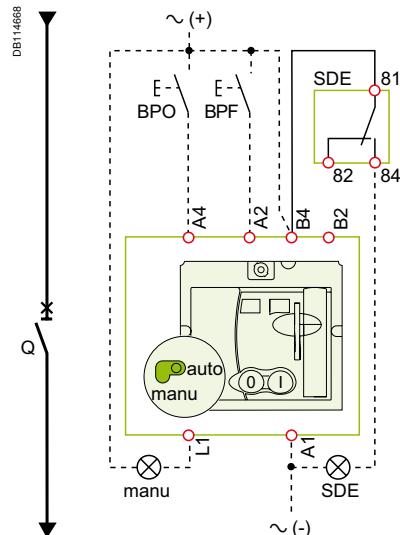 DB114668
~ (+)
SDE
81
BPO
BPF
82
84
A4
A2
B4
B2
Q
auto
manu
0
I
L1
A1
manu
SDE
~ (-)